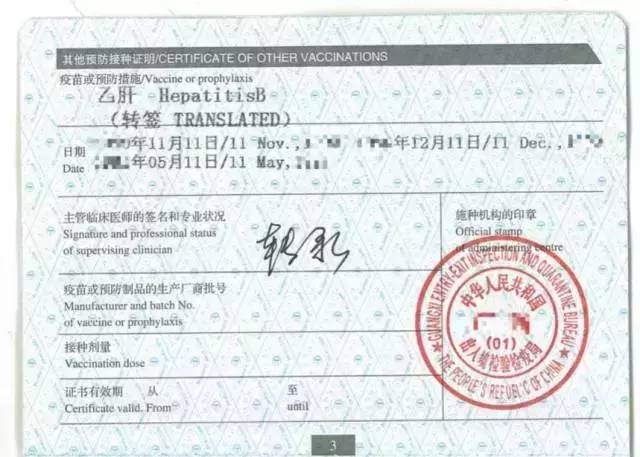 其他预防接种证明/CERTIFICATE OF OTHER VACCINATIONS
疫苗或预防措施/Vaccine or prophylaxis
乙肝 HepatitisB
(转签 TRANSLATED)
日期 年11月11日/11 Nov., 年12月11日/11 Dec.,
Date 年05月11日/11 May,
主管临床医师的签名和专业状况
Signature and professional status
of supervising clinician
施种机构的印章
Official stamp
of administering centre
疫苗或预防制品的生产厂商批号
Manufacturer and batch No.
of vaccine or prophylaxis
GUANGXI ENTRY-EXIT INSPECTION AND QUARANTINE BUREAU
中华人民共和国
广
(01)
出入境检验检疫局
THE PEOPLE'S REPUBLIC OF CHINA
接种剂量
Vaccination dose
证书有效期 从 至
Certificate valid. From until
3